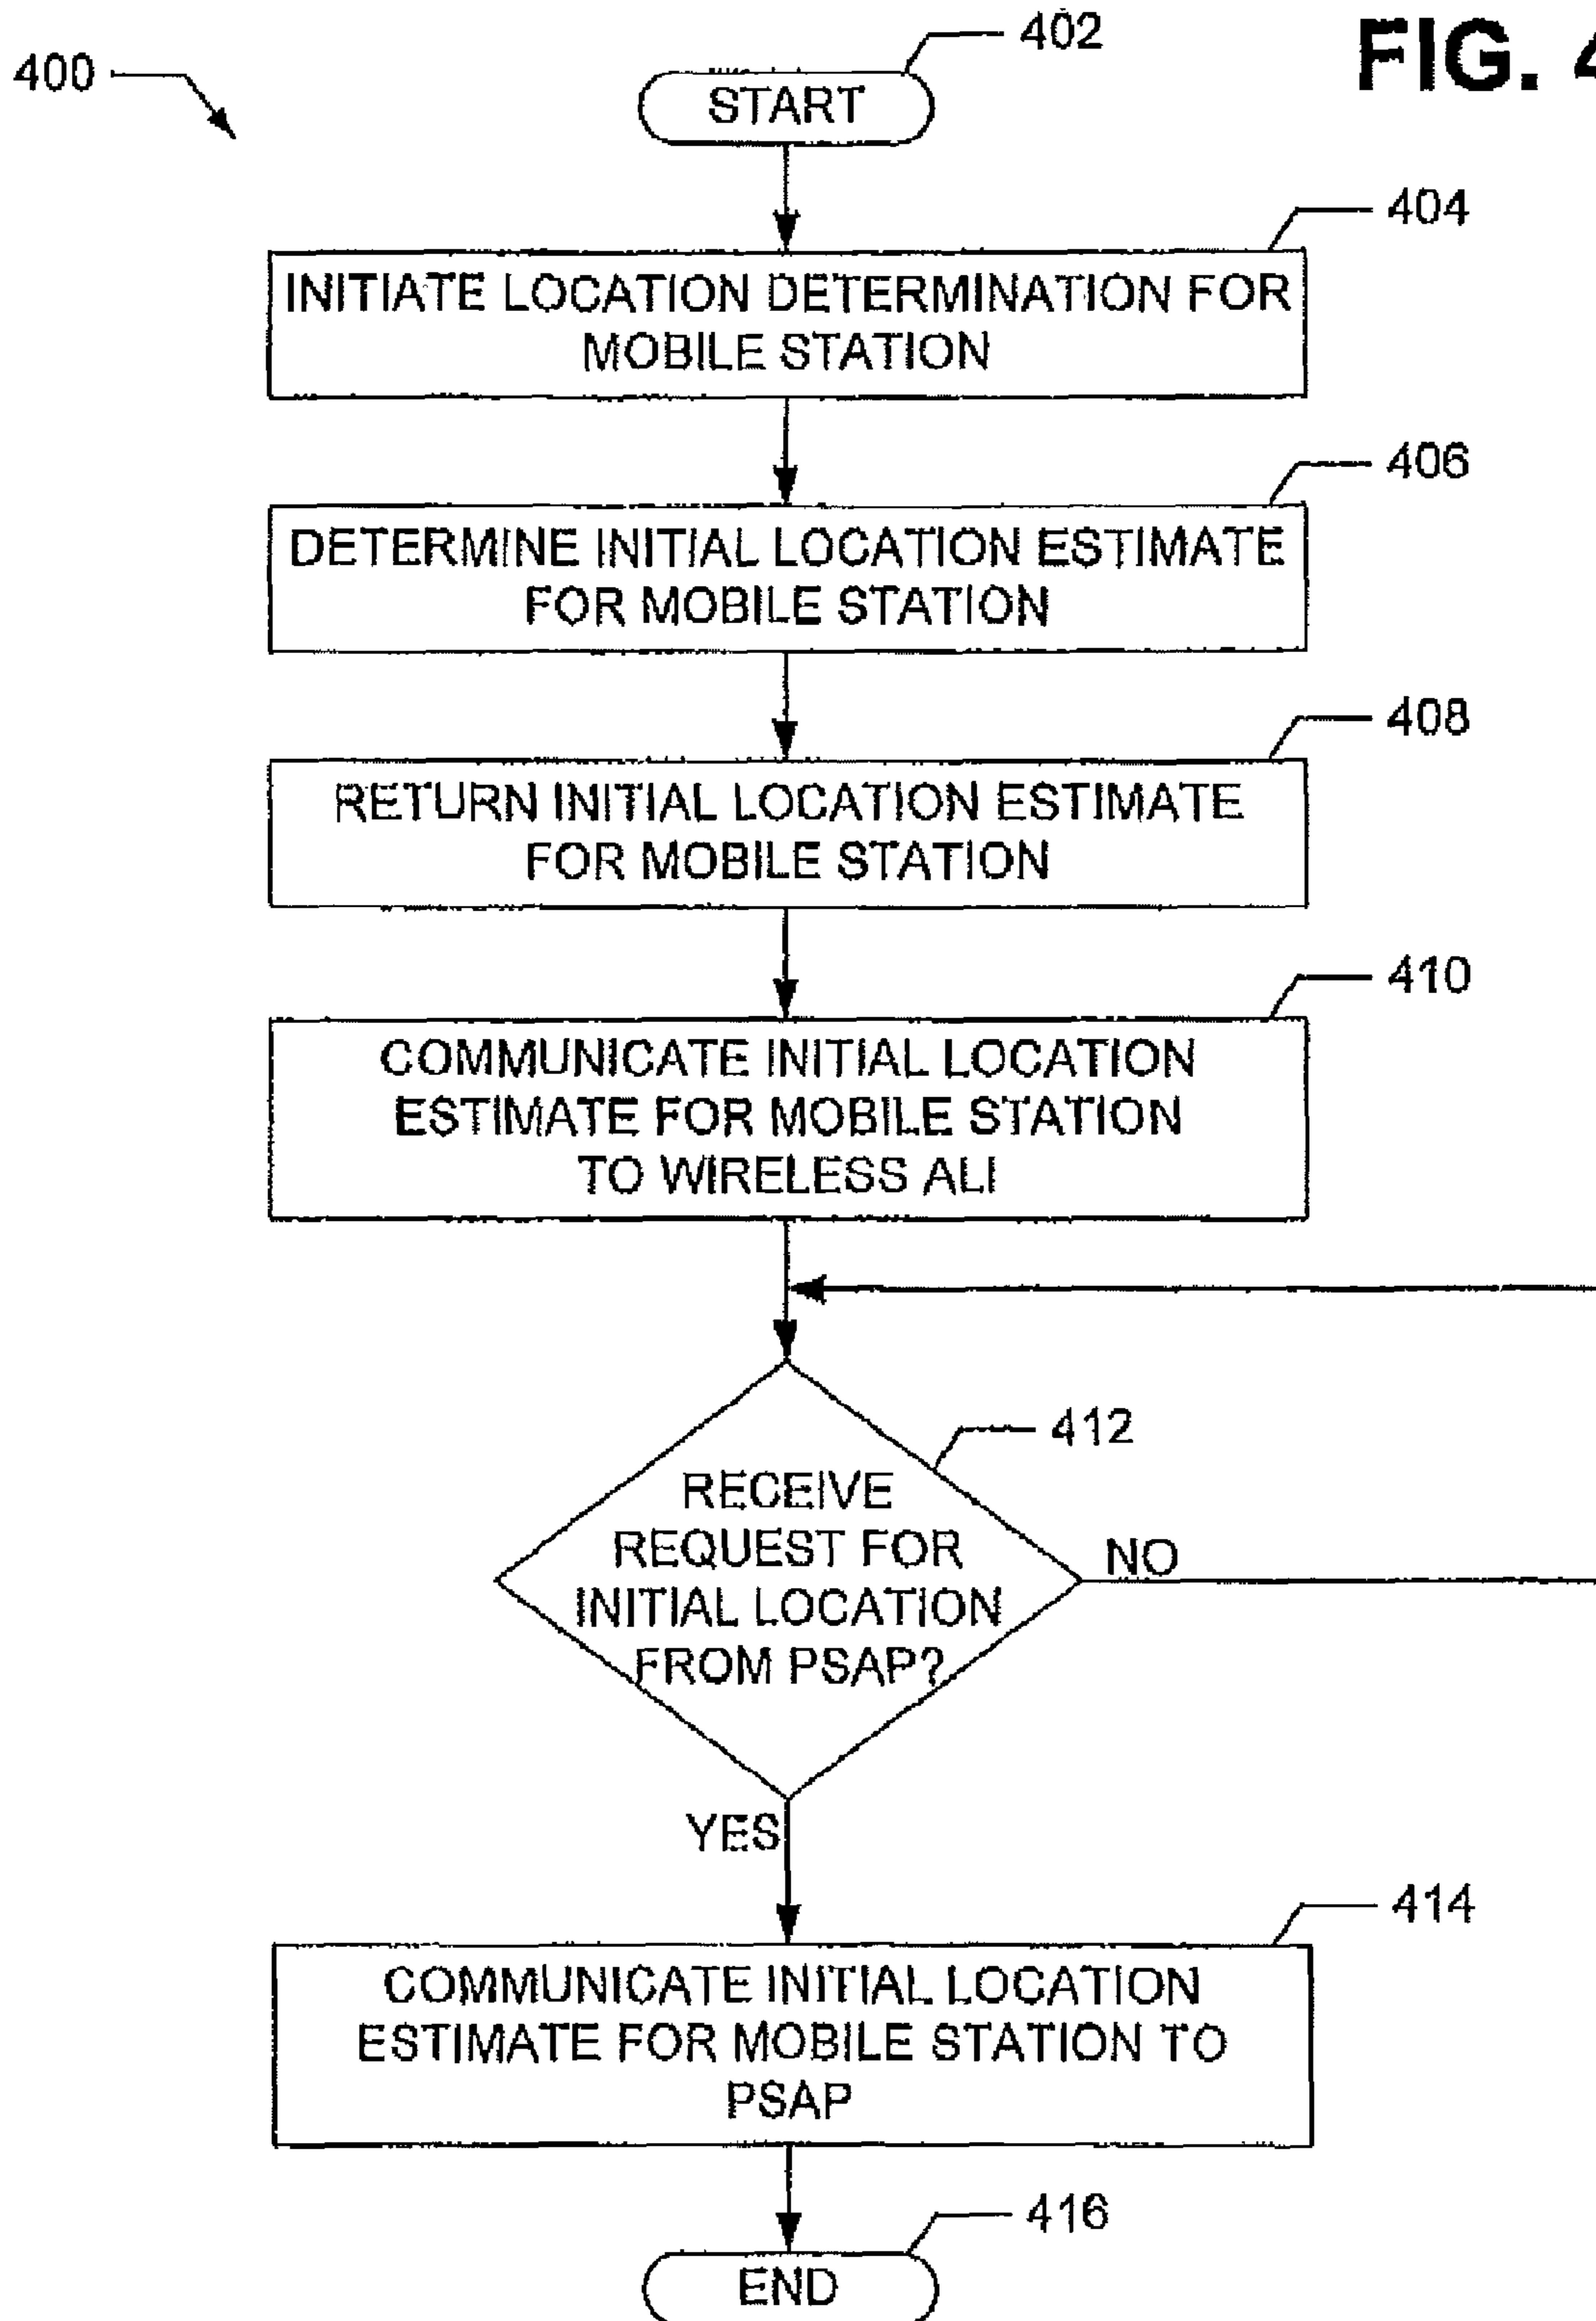 400
402
FIG. 4
START
404
INITIATE LOCATION DETERMINATION FOR
MOBILE STATION
406
DETERMINE INITIAL LOCATION ESTIMATE
FOR MOBILE STATION
408
RETURN INITIAL LOCATION ESTIMATE
FOR MOBILE STATION
410
COMMUNICATE INITIAL LOCATION
ESTIMATE FOR MOBILE STATION
TO WIRELESS ALI
412
RECEIVE
REQUEST FOR
INITIAL LOCATION
FROM PSAP?
NO
YES
414
COMMUNICATE INITIAL LOCATION
ESTIMATE FOR MOBILE STATION TO
PSAP
416
END